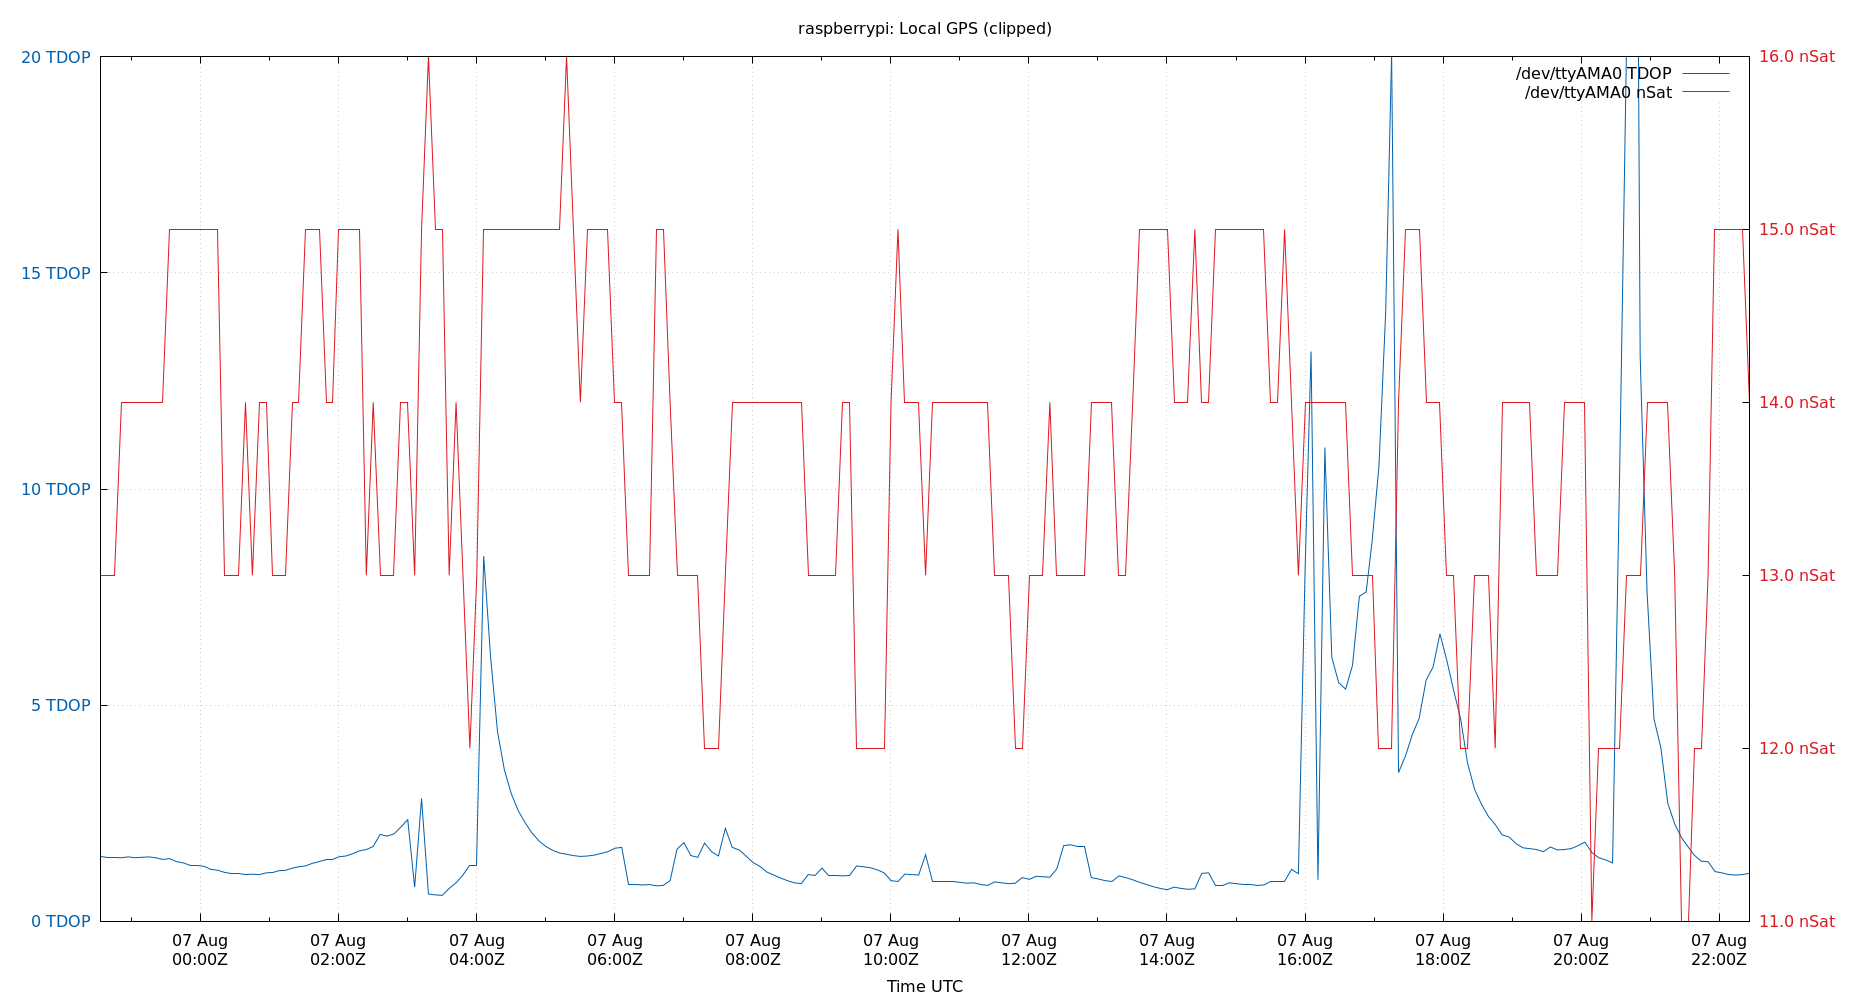 raspberrypi: Local GPS (clipped)
20 TDOP
15 TDOP
10 TDOP
5 TDOP
0 TDOP
16.0 nSat
15.0 nSat
14.0 nSat
13.0 nSat
12.0 nSat
11.0 nSat
/dev/ttyAMA0 TDOP
/dev/ttyAMA0 nSat
07 Aug 07 Aug 07 Aug 07 Aug 07 Aug 07 Aug 07 Aug 07 Aug 07 Aug 07 Aug 07 Aug 07 Aug
00:00Z 02:00Z 04:00Z 06:00Z 08:00Z 10:00Z 12:00Z 14:00Z 16:00Z 18:00Z 20:00Z 22:00Z
Time UTC